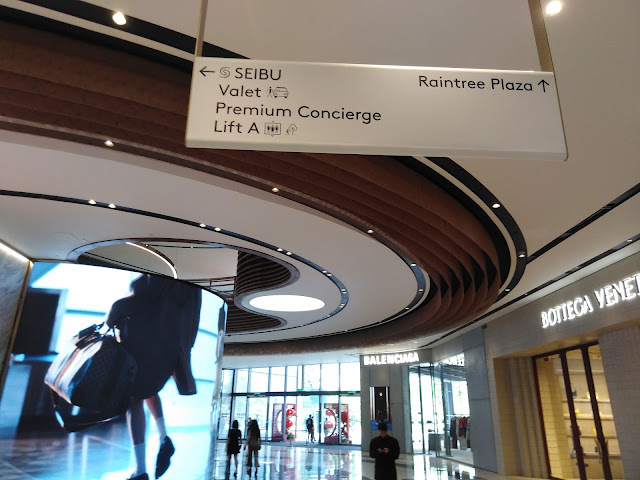 ← SEIBU
Valet
Premium Concierge
Lift A
Raintree Plaza ↑
BALENCIAGA
BOTTEGA VENET